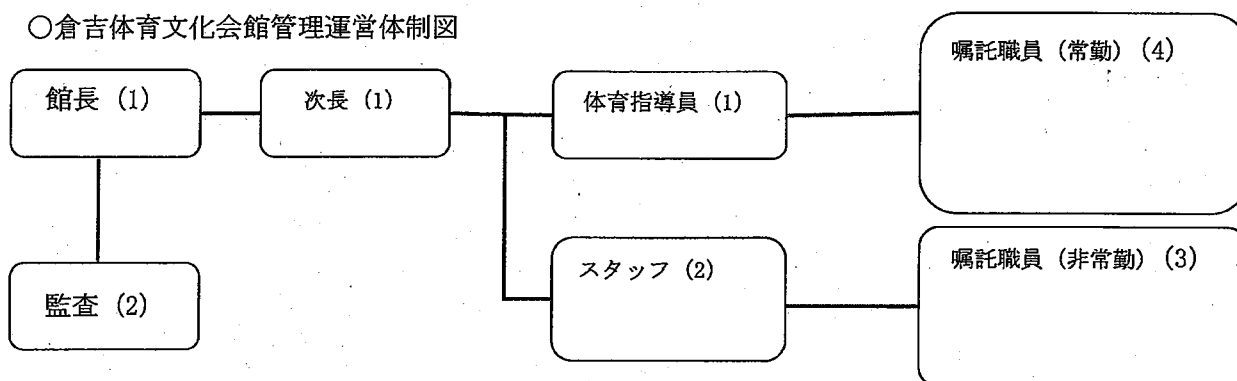 ○倉吉体育文化会館管理運営体制図
館長 (1)
次長 (1)
体育指導員 (1)
嘱託職員 (常勤) (4)
監査 (2)
スタッフ (2)
嘱託職員 (非常勤) (3)